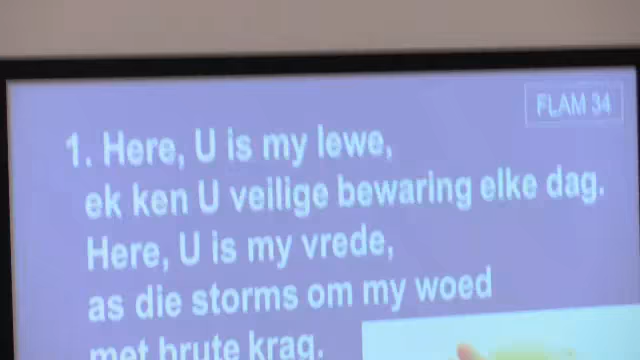 FLAM 34
1. Here, U is my lewe,
ek ken U veilige bewaring elke dag.
Here, U is my vrede,
as die storms om my woed
met brute krag.